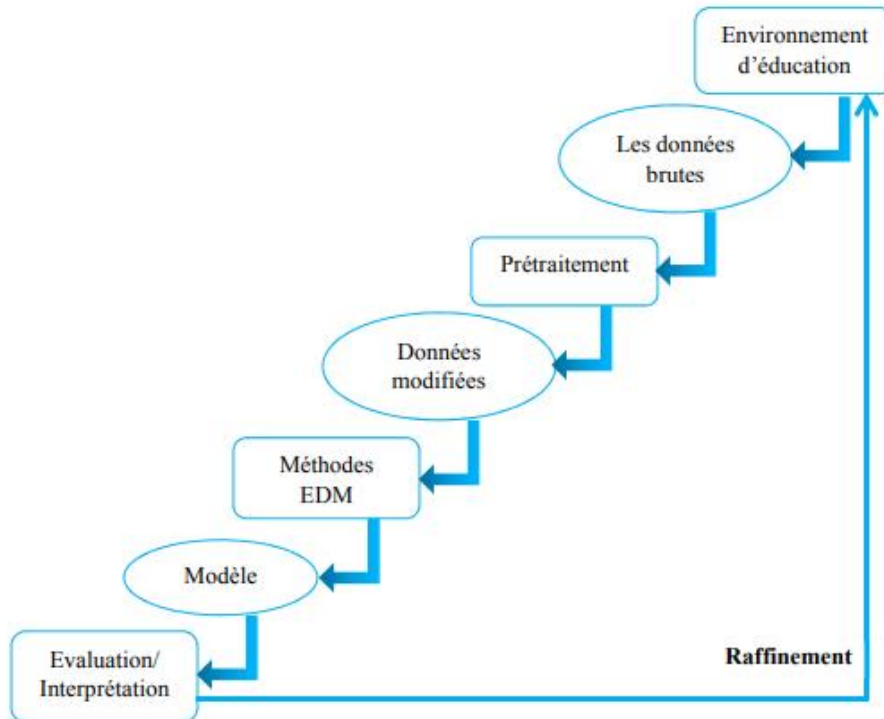 Environnement
d'éducation
Les données
brutes
Prétraitement
Données
modifiées
Méthodes
EDM
Modèle
Evaluation/
Interprétation
Raffinement